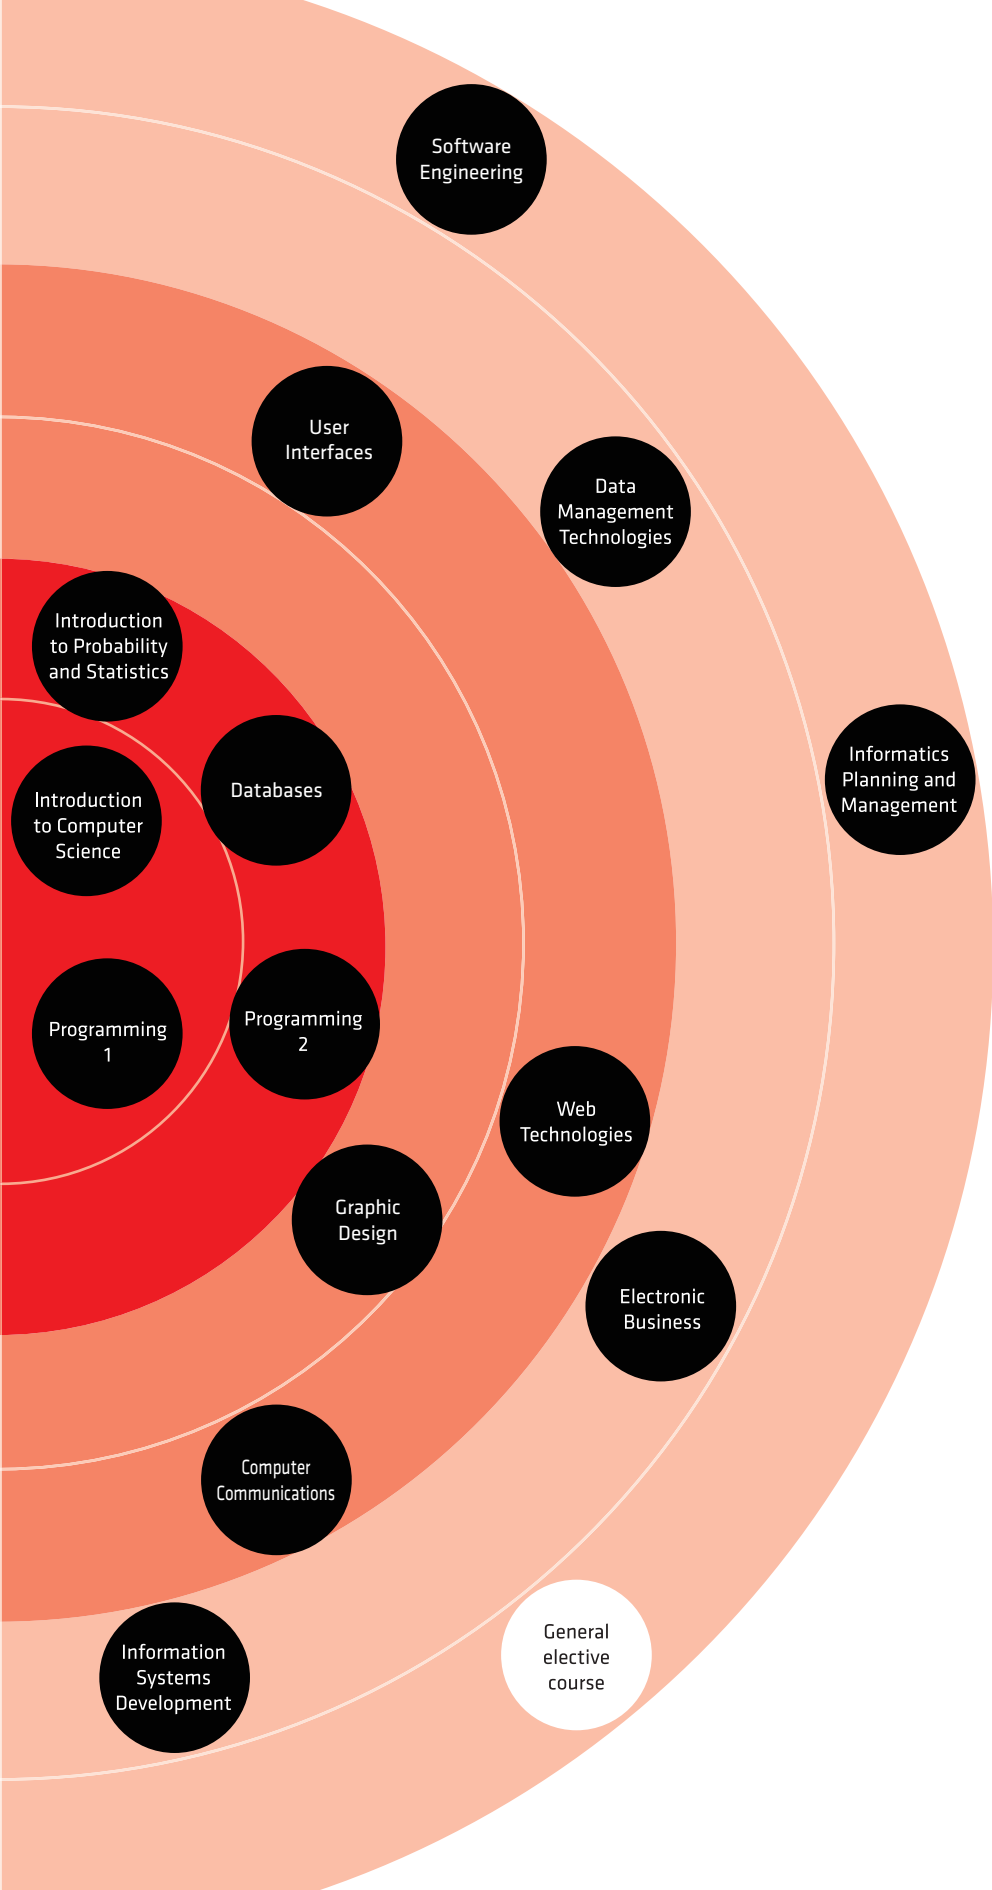 Software
Engineering
User
Interfaces
Data
Management
Technologies
Introduction
to Probability
and Statistics
Databases
Informatics
Planning and
Management
Introduction
to Computer
Science
Programming
1
Programming
2
Web
Technologies
Graphic
Design
Electronic
Business
Computer
Communications
Information
Systems
Development
General
elective
course